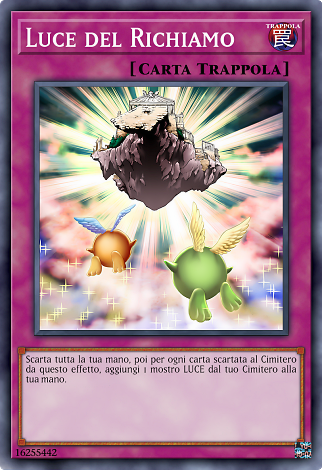 Luce del Richiamo
TRAPPOLA
罠
[Carta Trappola]
Scarta tutta la tua mano, poi per ogni carta scartata al Cimitero
da questo effetto, aggiungi 1 mostro LUCE dal tuo Cimitero alla
tua mano.
16255442